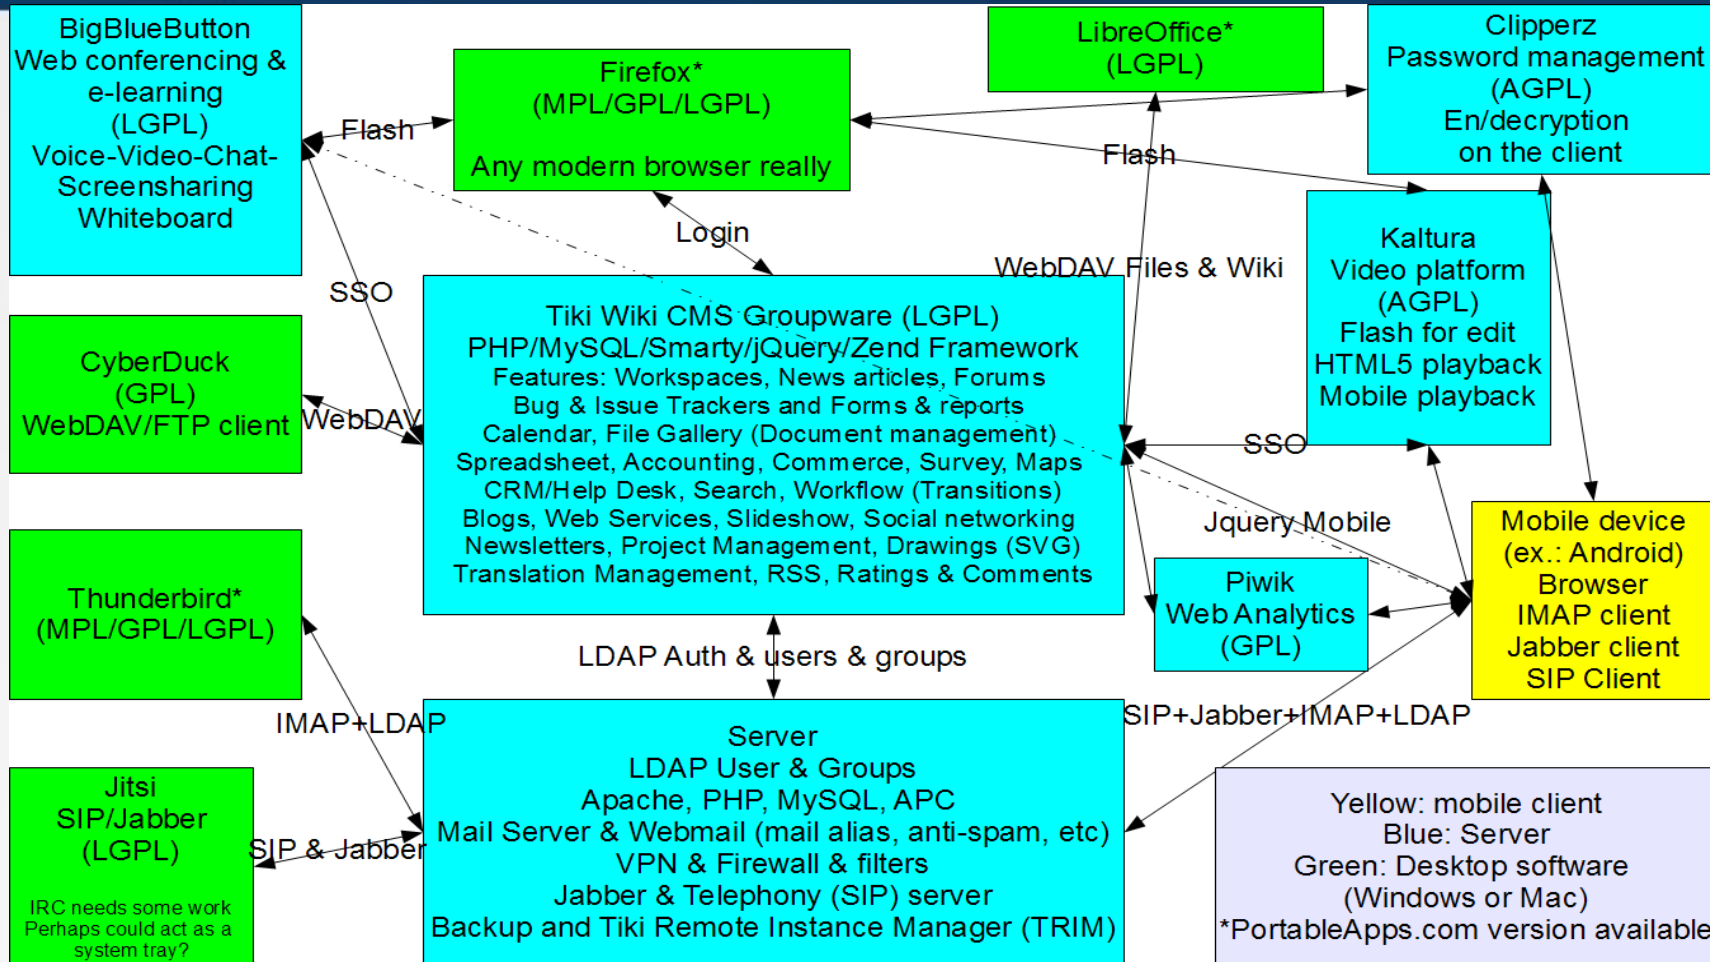 BigBlueButton
Web conferencing &
e-learning
(LGPL)
Voice-Video-Chat-
Screensharing
Whiteboard
Flash
Firefox*
(MPL/GPL/LGPL)
Any modern browser really
LibreOffice*
(LGPL)
Clipperz
Password management
(AGPL)
En/decryption
on the client
Flash
Login
SSO
WebDAV Files & Wiki
Kaltura
Video platform
(AGPL)
Flash for edit
HTML5 playback
Mobile playback
CyberDuck
(GPL)
WebDAV/FTP client
WebDAV
Tiki Wiki CMS Groupware (LGPL)
PHP/MySQL/Smarty/jQuery/Zend Framework
Features: Workspaces, News articles, Forums
Bug & Issue Trackers and Forms & reports
Calendar, File Gallery (Document management)
Spreadsheet, Accounting, Commerce, Survey, Maps
CRM/Help Desk, Search, Workflow (Transitions)
Blogs, Web Services, Slideshow, Social networking
Newsletters, Project Management, Drawings (SVG)
Translation Management, RSS, Ratings & Comments
SSO
Jquery Mobile
Mobile device
(ex.: Android)
Browser
IMAP client
Jabber client
SIP Client
Piwik
Web Analytics
(GPL)
Thunderbird*
(MPL/GPL/LGPL)
LDAP Auth & users & groups
IMAP+LDAP
SIP+Jabber+IMAP+LDAP
Server
LDAP User & Groups
Apache, PHP, MySQL, APC
Mail Server & Webmail (mail alias, anti-spam, etc)
VPN & Firewall & filters
Jabber & Telephony (SIP) server
Backup and Tiki Remote Instance Manager (TRIM)
Jitsi
SIP/Jabber
(LGPL)
IRC needs some work
Perhaps could act as a
system tray?
SIP & Jabber
Yellow: mobile client
Blue: Server
Green: Desktop software
(Windows or Mac)
*PortableApps.com version available